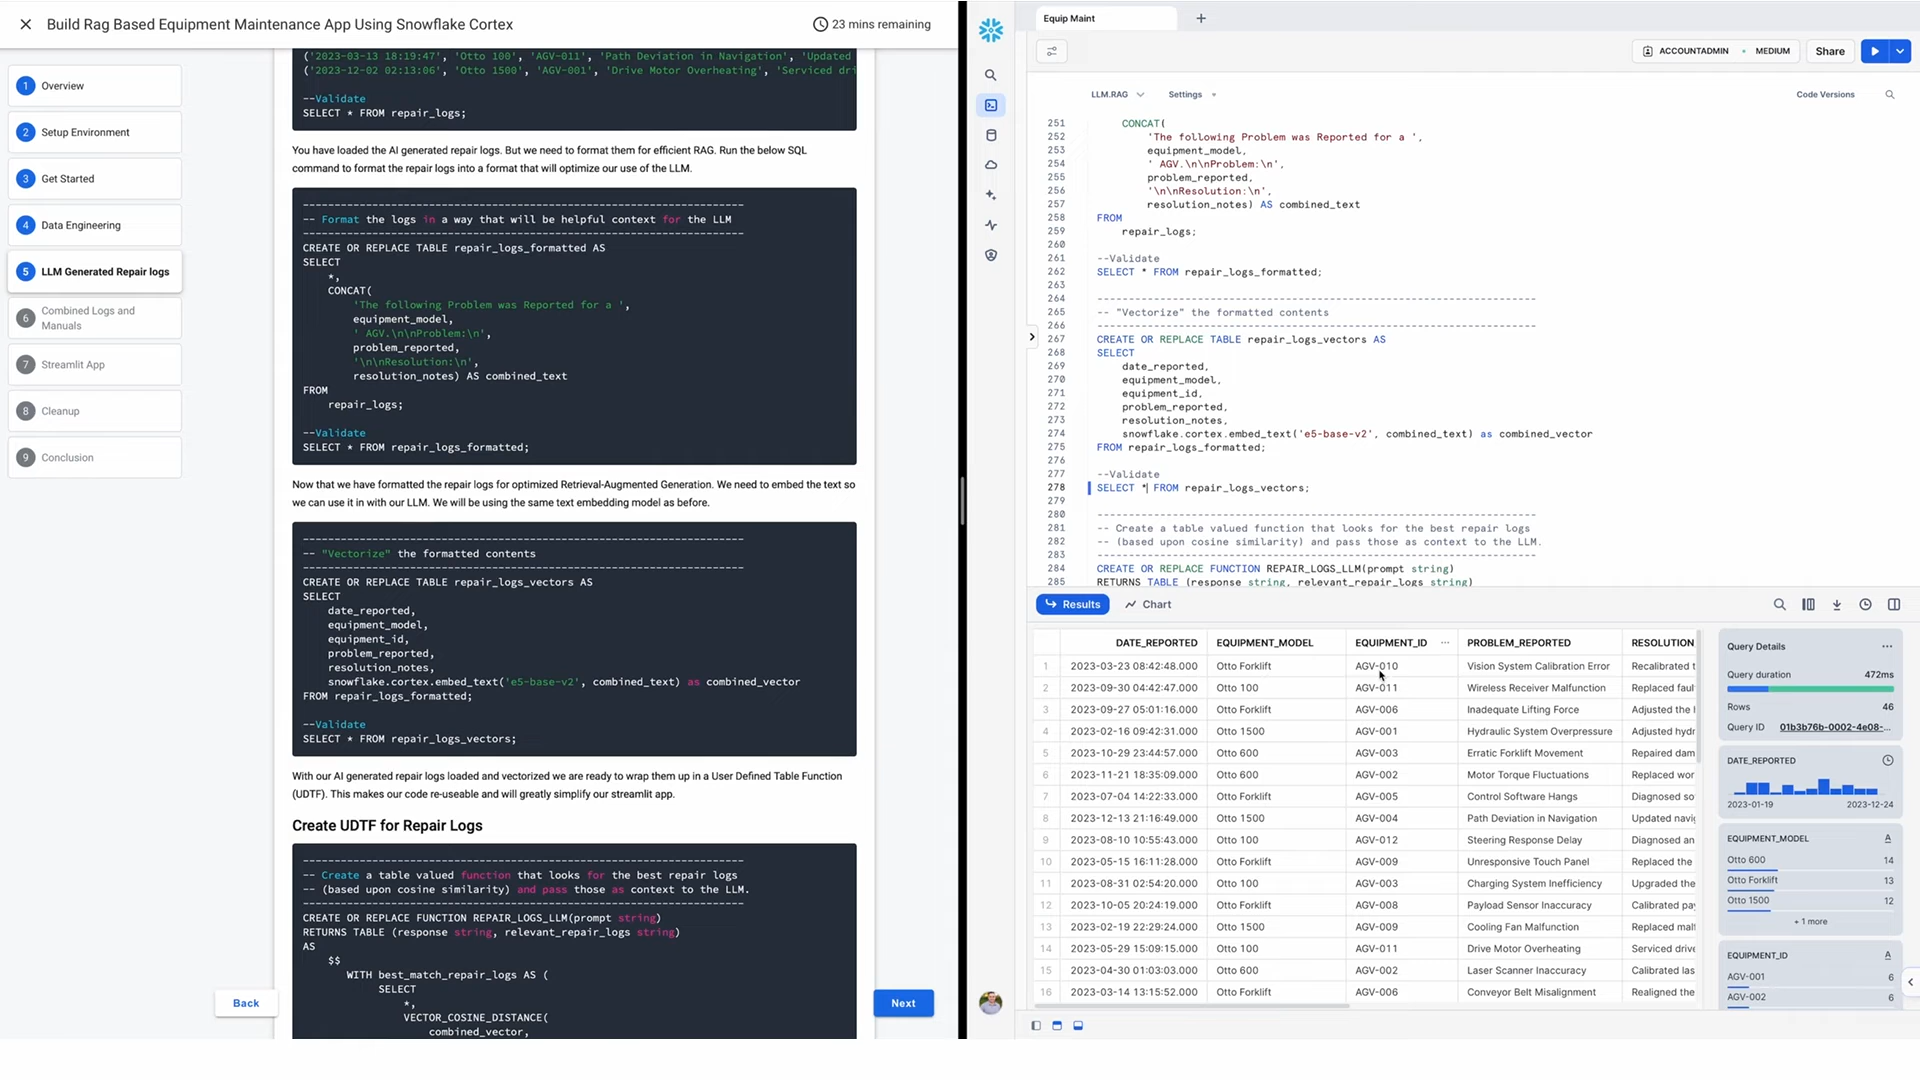 Build Rag Based Equipment Maintenance App Using Snowflake Cortex
23 mins remaining
1 Overview
2 Setup Environment
3 Get Started
4 Data Engineering
5 LLM Generated Repair logs
6 Combined Logs and
Manuals
7 Streamlit App
8 Cleanup
9 Conclusion
('2023-03-13 18:19:47', 'Otto 100', 'AGV-011', 'Path Deviation in Navigation', 'Updated
('2023-12-02 02:13:06', 'Otto 1500', 'AGV-001', 'Drive Motor Overheating', 'Serviced dri
--Validate
SELECT * FROM repair_logs;
You have loaded the AI generated repair logs. But we need to format them for efficient RAG. Run the below SQL
command to format the repair logs into a format that will optimize our use of the LLM.
----------------------------------------------------------------------
-- Format the logs in a way that will be helpful context for the LLM
----------------------------------------------------------------------
CREATE OR REPLACE TABLE repair_logs_formatted AS
SELECT
*,
CONCAT(
'The following Problem was Reported for a ',
equipment_model,
' AGV.\n\nProblem:\n',
problem_reported,
'\n\nResolution:\n',
resolution_notes) AS combined_text
FROM
repair_logs;
--Validate
SELECT * FROM repair_logs_formatted;
Now that we have formatted the repair logs for optimized Retrieval-Augmented Generation. We need to embed the text so
we can use it in with our LLM. We will be using the same text embedding model as before.
----------------------------------------------------------------------
-- "Vectorize" the formatted contents
----------------------------------------------------------------------
CREATE OR REPLACE TABLE repair_logs_vectors AS
SELECT
date_reported,
equipment_model,
equipment_id,
problem_reported,
resolution_notes,
snowflake.cortex.embed_text('e5-base-v2', combined_text) as combined_vector
FROM repair_logs_formatted;
--Validate
SELECT * FROM repair_logs_vectors;
With our AI generated repair logs loaded and vectorized we are ready to wrap them up in a User Defined Table Function
(UDTF). This makes our code re-useable and will greatly simplify our streamlit app.
Create UDTF for Repair Logs
----------------------------------------------------------------------
-- Create a table valued function that looks for the best repair logs
-- (based upon cosine similarity) and pass those as context to the LLM.
----------------------------------------------------------------------
CREATE OR REPLACE FUNCTION REPAIR_LOGS_LLM(prompt string)
RETURNS TABLE (response string, relevant_repair_logs string)
AS
$$
WITH best_match_repair_logs AS (
SELECT
*,
VECTOR_COSINE_DISTANCE(
combined_vector,
Back
Next
Equip Maint
+
ACCOUNTADMIN • MEDIUM
Share
LLM.RAG
Settings
Code Versions
251 CONCAT(
252 'The following Problem was Reported for a ',
253 equipment_model,
254 ' AGV.\n\nProblem:\n',
255 problem_reported,
256 '\n\nResolution:\n',
257 resolution_notes) AS combined_text
258 FROM
259 repair_logs;
260
261 --Validate
262 SELECT * FROM repair_logs_formatted;
263
264 ----------------------------------------------------------------------
265 -- "Vectorize" the formatted contents
266 ----------------------------------------------------------------------
267 CREATE OR REPLACE TABLE repair_logs_vectors AS
268 SELECT
269 date_reported,
270 equipment_model,
271 equipment_id,
272 problem_reported,
273 resolution_notes,
274 snowflake.cortex.embed_text('e5-base-v2', combined_text) as combined_vector
275 FROM repair_logs_formatted;
276
277 --Validate
278 SELECT * FROM repair_logs_vectors;
279
280 ----------------------------------------------------------------------
281 -- Create a table valued function that looks for the best repair logs
282 -- (based upon cosine similarity) and pass those as context to the LLM.
283 ----------------------------------------------------------------------
284 CREATE OR REPLACE FUNCTION REPAIR_LOGS_LLM(prompt string)
285 RETURNS TABLE (response string, relevant_repair_logs string)
Results
Chart
DATE_REPORTED EQUIPMENT_MODEL EQUIPMENT_ID ... PROBLEM_REPORTED RESOLUTION
1 2023-03-23 08:42:48.000 Otto Forklift AGV-010 Vision System Calibration Error Recalibrated t
2 2023-09-30 04:42:47.000 Otto 100 AGV-011 Wireless Receiver Malfunction Replaced faul
3 2023-09-27 05:01:16.000 Otto Forklift AGV-006 Inadequate Lifting Force Adjusted the
4 2023-02-16 09:42:31.000 Otto 1500 AGV-001 Hydraulic System Overpressure Adjusted hydr
5 2023-10-29 23:44:57.000 Otto 600 AGV-003 Erratic Forklift Movement Repaired dam
6 2023-11-21 18:35:09.000 Otto 600 AGV-002 Motor Torque Fluctuations Replaced wor
7 2023-07-04 14:22:33.000 Otto Forklift AGV-005 Control Software Hangs Diagnosed so
8 2023-12-13 21:16:49.000 Otto 1500 AGV-004 Path Deviation in Navigation Updated navi
9 2023-08-10 10:55:43.000 Otto 100 AGV-012 Steering Response Delay Diagnosed an
10 2023-05-15 16:11:28.000 Otto Forklift AGV-009 Unresponsive Touch Panel Replaced the
11 2023-08-31 02:54:20.000 Otto 100 AGV-003 Charging System Inefficiency Upgraded the
12 2023-10-05 20:24:19.000 Otto Forklift AGV-008 Payload Sensor Inaccuracy Calibrated pay
13 2023-02-19 22:29:24.000 Otto 1500 AGV-009 Cooling Fan Malfunction Replaced malf
14 2023-05-29 15:09:15.000 Otto 100 AGV-011 Drive Motor Overheating Serviced drive
15 2023-04-30 01:03:03.000 Otto 600 AGV-002 Laser Scanner Inaccuracy Calibrated las
16 2023-03-14 13:15:52.000 Otto Forklift AGV-006 Conveyor Belt Misalignment Realigned the
Query Details ...
Query duration 472ms
Rows 46
Query ID 01b3b76b-0002-4e08-...
DATE_REPORTED
2023-01-19 2023-12-24
EQUIPMENT_MODEL A
Otto 600 14
Otto Forklift 13
Otto 1500 12
+ 1 more
EQUIPMENT_ID A
AGV-001 6
AGV-002 6